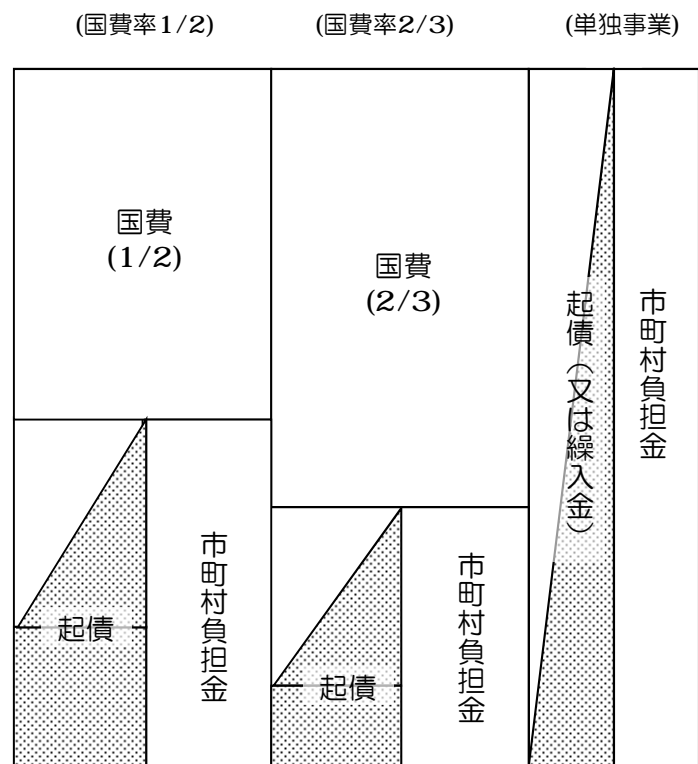 (国費率1/2)
(国費率2/3)
(単独事業)
国費
(1/2)
国費
(2/3)
起債（又は繰入金）
市町村負担金
市町村負担金
市町村負担金
起債
起債